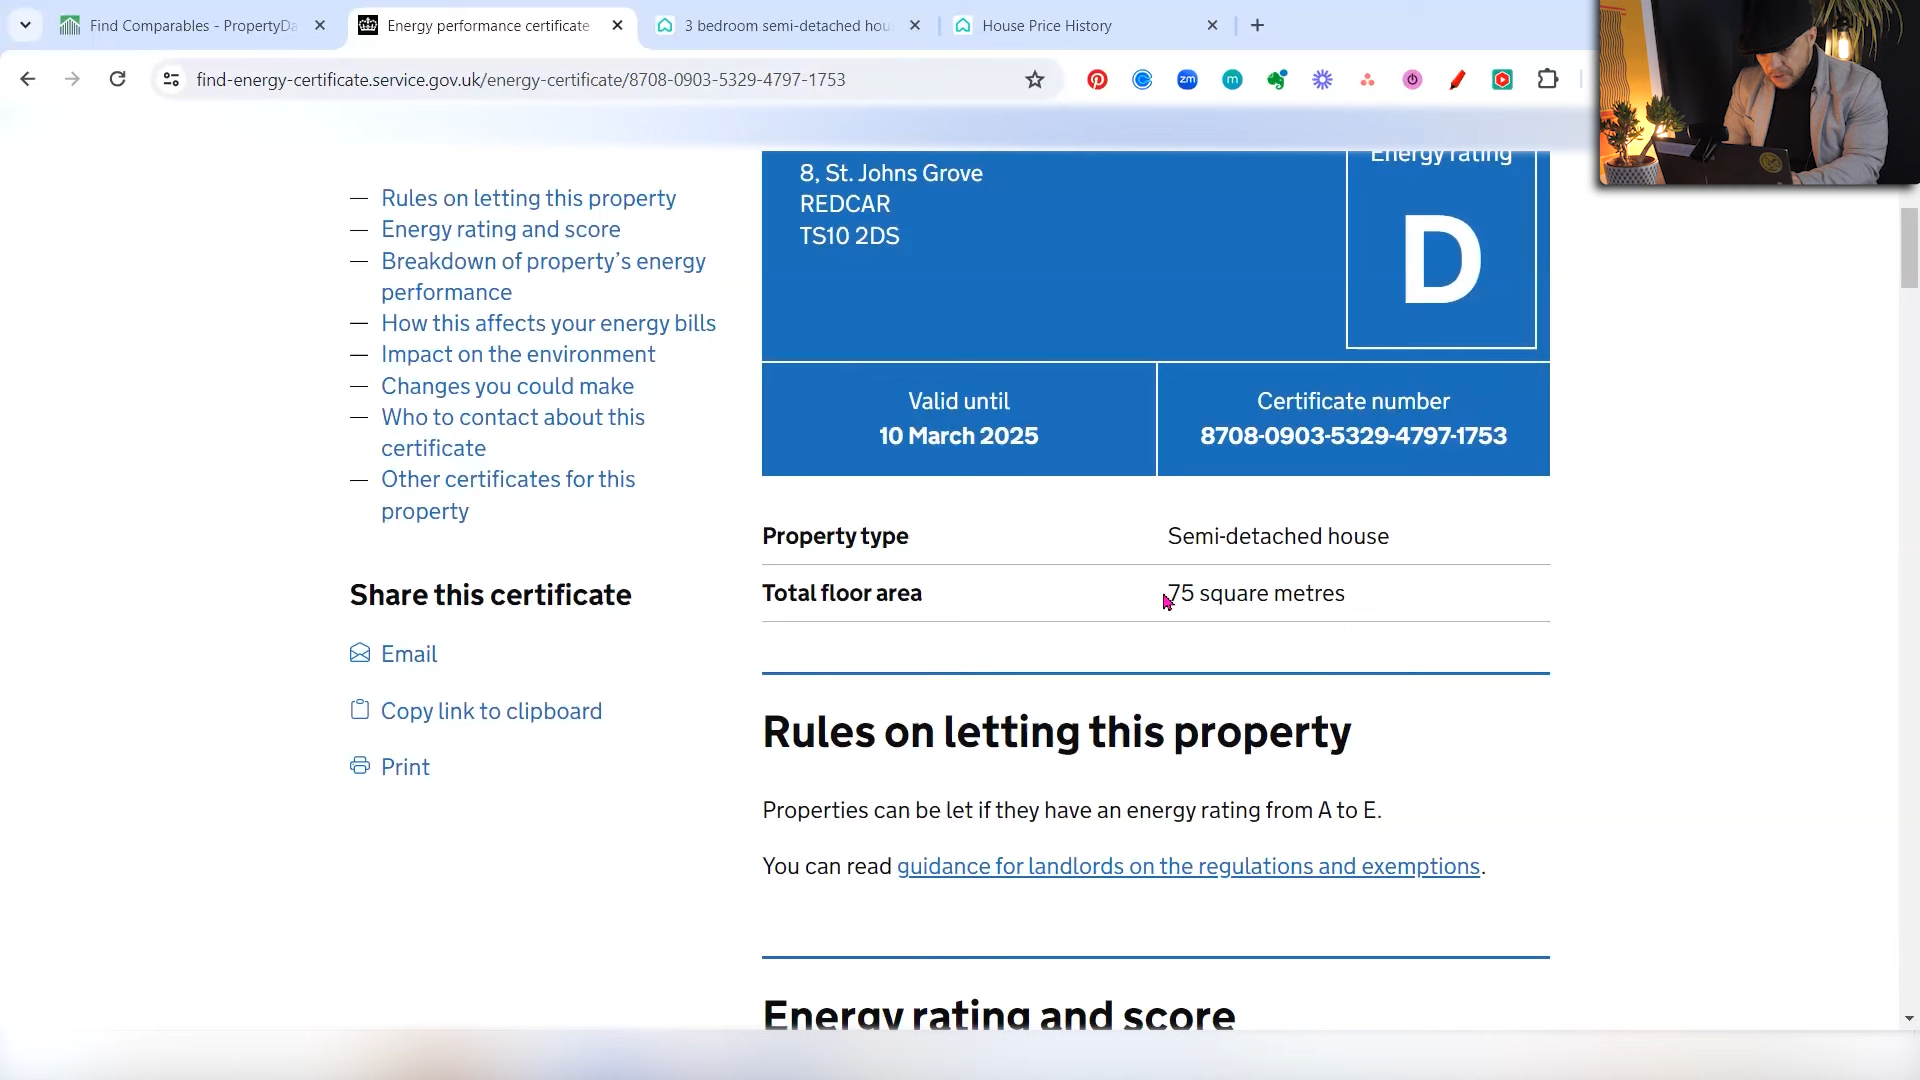 Find Comparables - PropertyDa
Energy performance certificate
3 bedroom semi-detached hou
House Price History
find-energy-certificate.service.gov.uk/energy-certificate/8708-0903-5329-4797-1753
zm
m
— Rules on letting this property
— Energy rating and score
— Breakdown of property's energy
performance
— How this affects your energy bills
— Impact on the environment
— Changes you could make
— Who to contact about this
certificate
— Other certificates for this
property
Share this certificate
Email
Copy link to clipboard
Print
8, St. Johns Grove
REDCAR
TS10 2DS
Energy rating
D
Valid until
10 March 2025
Certificate number
8708-0903-5329-4797-1753
Property type
Semi-detached house
Total floor area
75 square metres
Rules on letting this property
Properties can be let if they have an energy rating from A to E.
You can read guidance for landlords on the regulations and exemptions.
Energy rating and score